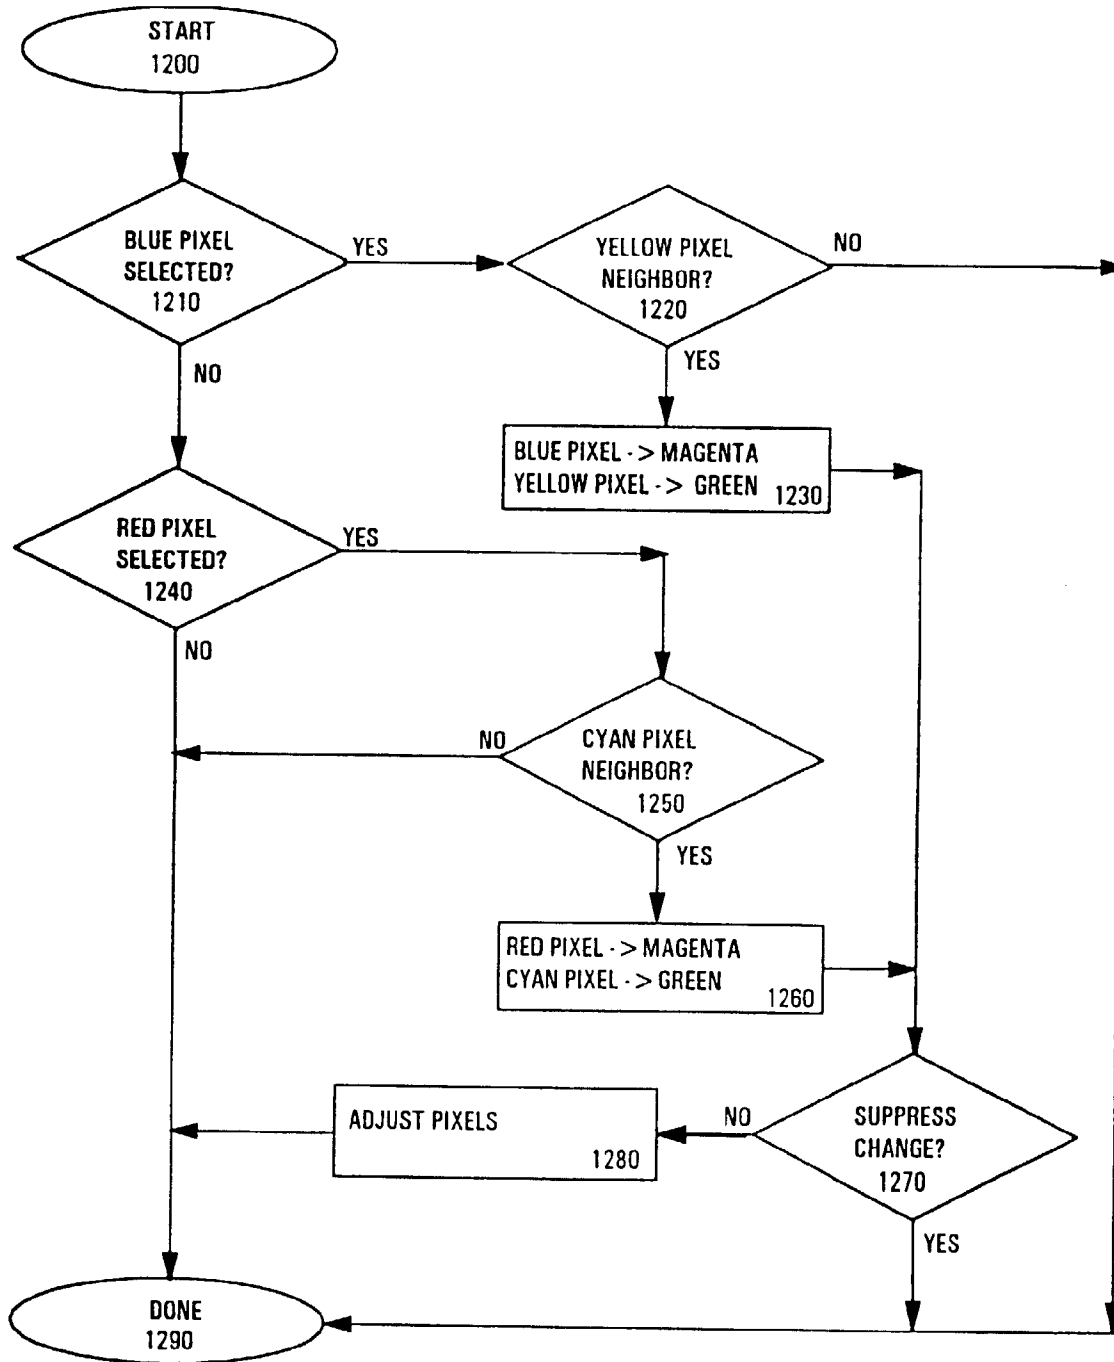 START
1200
BLUE PIXEL
SELECTED?
1210
YES
YELLOW PIXEL
NEIGHBOR?
1220
NO
YES
NO
BLUE PIXEL -> MAGENTA
YELLOW PIXEL -> GREEN
1230
RED PIXEL
SELECTED?
1240
YES
NO
CYAN PIXEL
NEIGHBOR?
1250
NO
YES
RED PIXEL -> MAGENTA
CYAN PIXEL -> GREEN
1260
SUPPRESS
CHANGE?
1270
NO
ADJUST PIXELS
1280
YES
DONE
1290